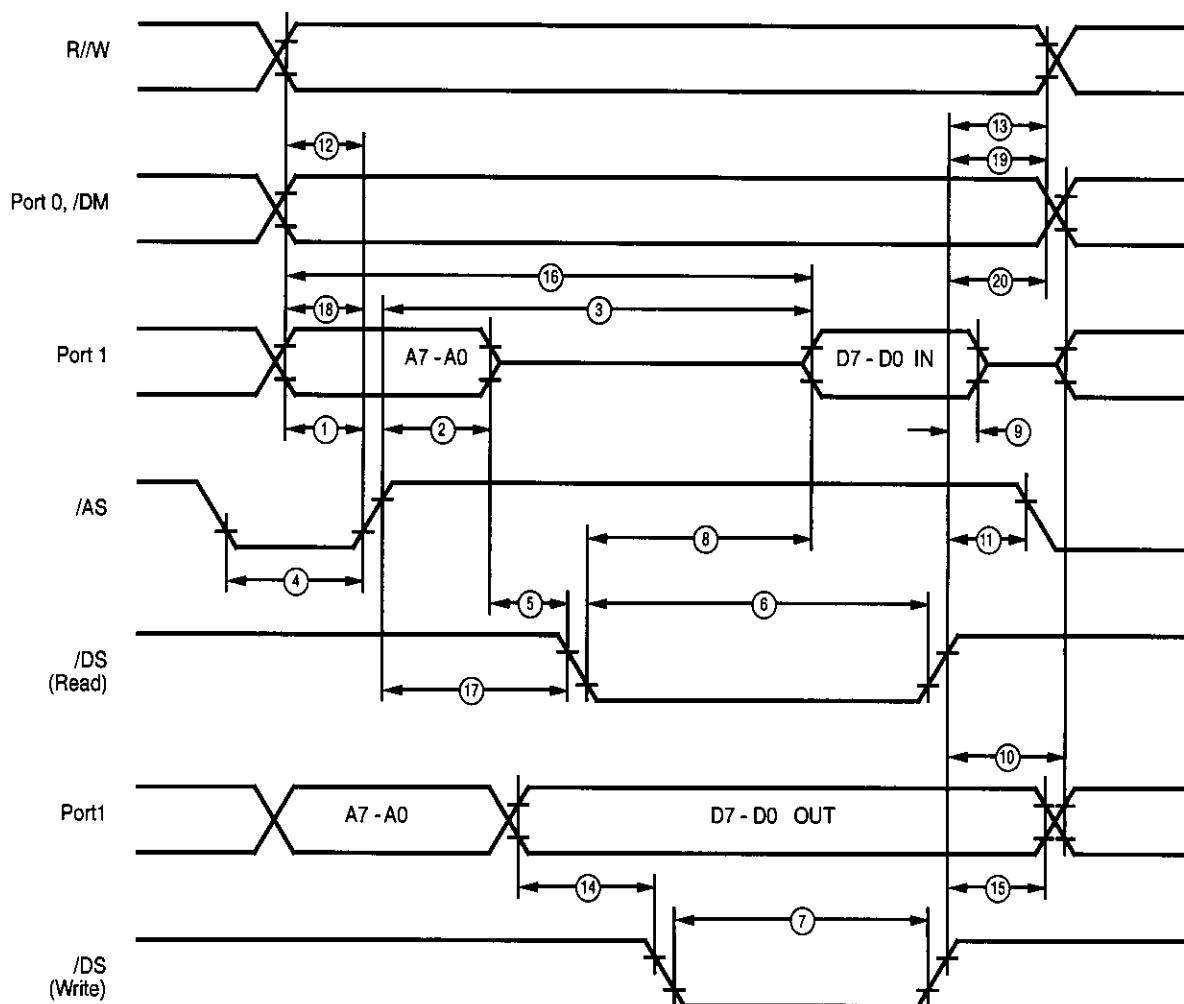 R//W
13
12
19
Port 0, /DM
16
20
18
3
Port 1
A7 - A0
D7 - D0 IN
1
2
9
/AS
8
11
4
5
6
/DS
(Read)
17
10
Port1
A7 - A0
D7 - D0 OUT
14
15
7
/DS
(Write)